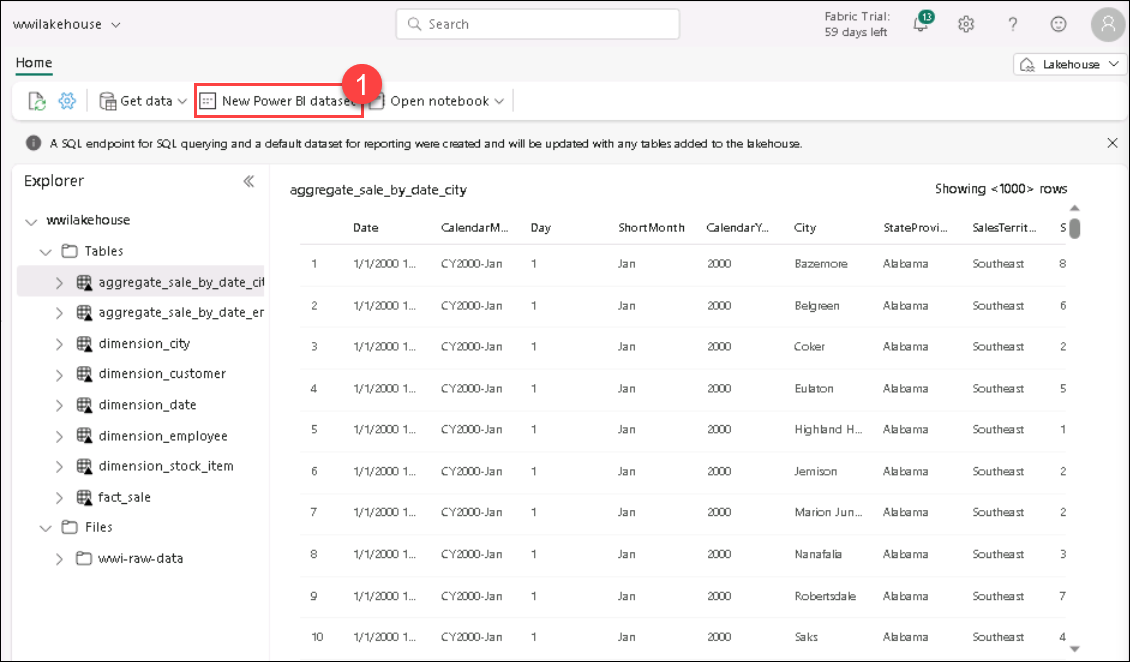 wwilakehouse
Search
Fabric Trial:
59 days left
13
Home
Lakehouse
Get data
New Power BI dataset
1
Open notebook
A SQL endpoint for SQL querying and a default dataset for reporting were created and will be updated with any tables added to the lakehouse.
Explorer
wwilakehouse
Tables
aggregate_sale_by_date_cit
aggregate_sale_by_date_er
dimension_city
dimension_customer
dimension_date
dimension_employee
dimension_stock_item
fact_sale
Files
wwi-raw-data
aggregate_sale_by_date_city
Showing <1000> rows
Date CalendarM... Day ShortMonth CalendarY... City StateProvi... SalesTerrit... S
1 1/1/2000 1... CY2000-Jan 1 Jan 2000 Bazemore Alabama Southeast 8
2 1/1/2000 1... CY2000-Jan 1 Jan 2000 Belgreen Alabama Southeast 6
3 1/1/2000 1... CY2000-Jan 1 Jan 2000 Coker Alabama Southeast 2
4 1/1/2000 1... CY2000-Jan 1 Jan 2000 Eulaton Alabama Southeast 5
5 1/1/2000 1... CY2000-Jan 1 Jan 2000 Highland H... Alabama Southeast 1
6 1/1/2000 1... CY2000-Jan 1 Jan 2000 Jemison Alabama Southeast 2
7 1/1/2000 1... CY2000-Jan 1 Jan 2000 Marion Jun... Alabama Southeast 2
8 1/1/2000 1... CY2000-Jan 1 Jan 2000 Nanafalia Alabama Southeast 3
9 1/1/2000 1... CY2000-Jan 1 Jan 2000 Robertsdale Alabama Southeast 7
10 1/1/2000 1... CY2000-Jan 1 Jan 2000 Saks Alabama Southeast 4